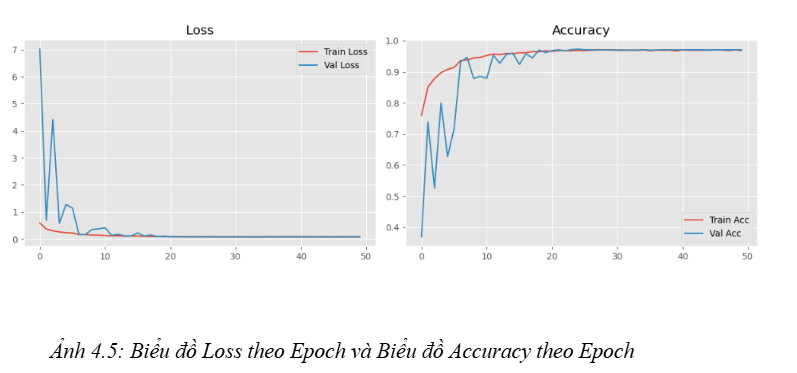 Loss
7
6
5
4
3
2
1
0
0 10 20 30 40 50
Train Loss
Val Loss
Accuracy
1.0
0.9
0.8
0.7
0.6
0.5
0.4
0 10 20 30 40 50
Train Acc
Val Acc
Ảnh 4.5: Biểu đồ Loss theo Epoch và Biểu đồ Accuracy theo Epoch